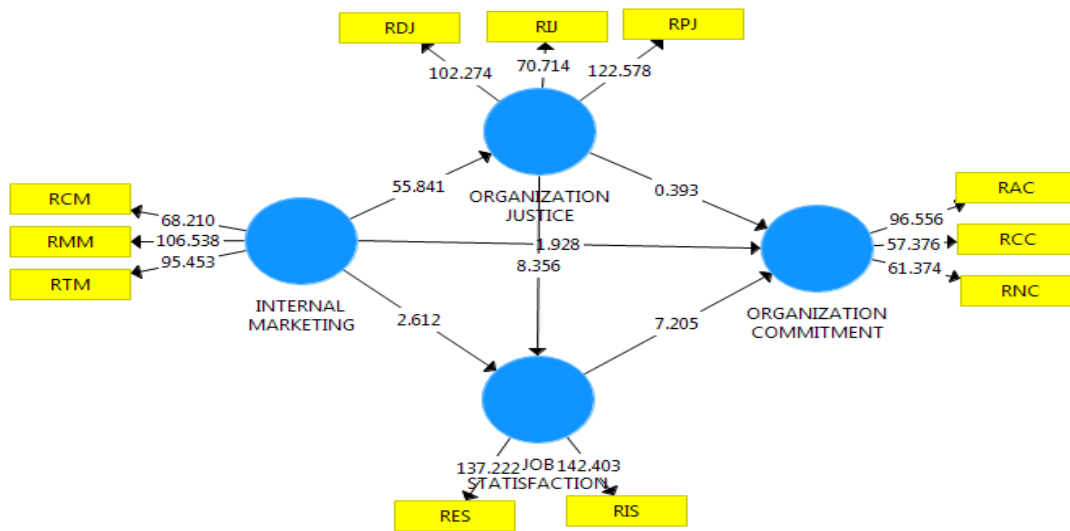 RDJ
RIJ
RPJ
102.274
70.714
122.578
RCM
RMM
RTM
68.210
106.538
95.453
55.841
ORGANIZATION
JUSTICE
0.393
RAC
RCC
RNC
96.556
57.376
61.374
1.928
8.356
INTERNAL
MARKETING
2.612
7.205
ORGANIZATION
COMMITMENT
137.222
JOB
142.403
STATISFACTION
RES
RIS